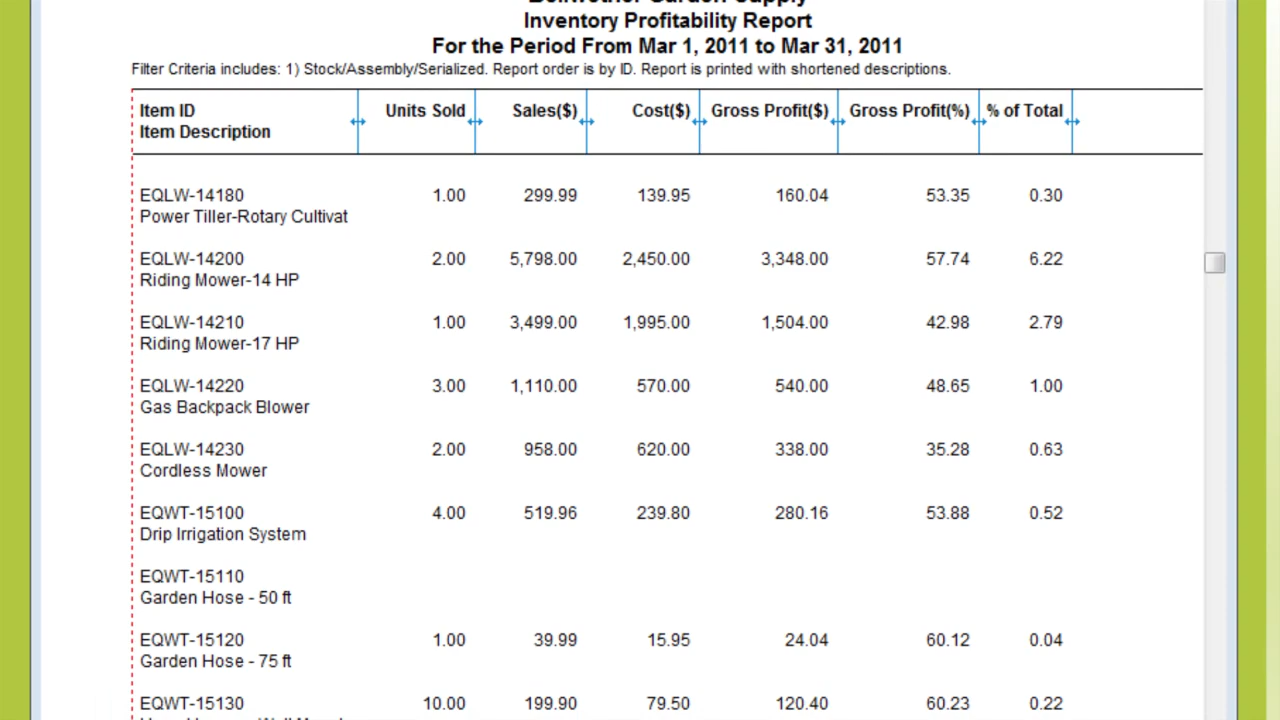 Inventory Profitability Report
For the Period From Mar 1, 2011 to Mar 31, 2011
Filter Criteria includes: 1) Stock/Assembly/Serialized. Report order is by ID. Report is printed with shortened descriptions.
Item ID Units Sold Sales($) Cost($) Gross Profit($) Gross Profit(%) % of Total
Item Description
EQLW-14180 1.00 299.99 139.95 160.04 53.35 0.30
Power Tiller-Rotary Cultivat
EQLW-14200 2.00 5,798.00 2,450.00 3,348.00 57.74 6.22
Riding Mower-14 HP
EQLW-14210 1.00 3,499.00 1,995.00 1,504.00 42.98 2.79
Riding Mower-17 HP
EQLW-14220 3.00 1,110.00 570.00 540.00 48.65 1.00
Gas Backpack Blower
EQLW-14230 2.00 958.00 620.00 338.00 35.28 0.63
Cordless Mower
EQWT-15100 4.00 519.96 239.80 280.16 53.88 0.52
Drip Irrigation System
EQWT-15110
Garden Hose - 50 ft
EQWT-15120 1.00 39.99 15.95 24.04 60.12 0.04
Garden Hose - 75 ft
EQWT-15130 10.00 199.90 79.50 120.40 60.23 0.22